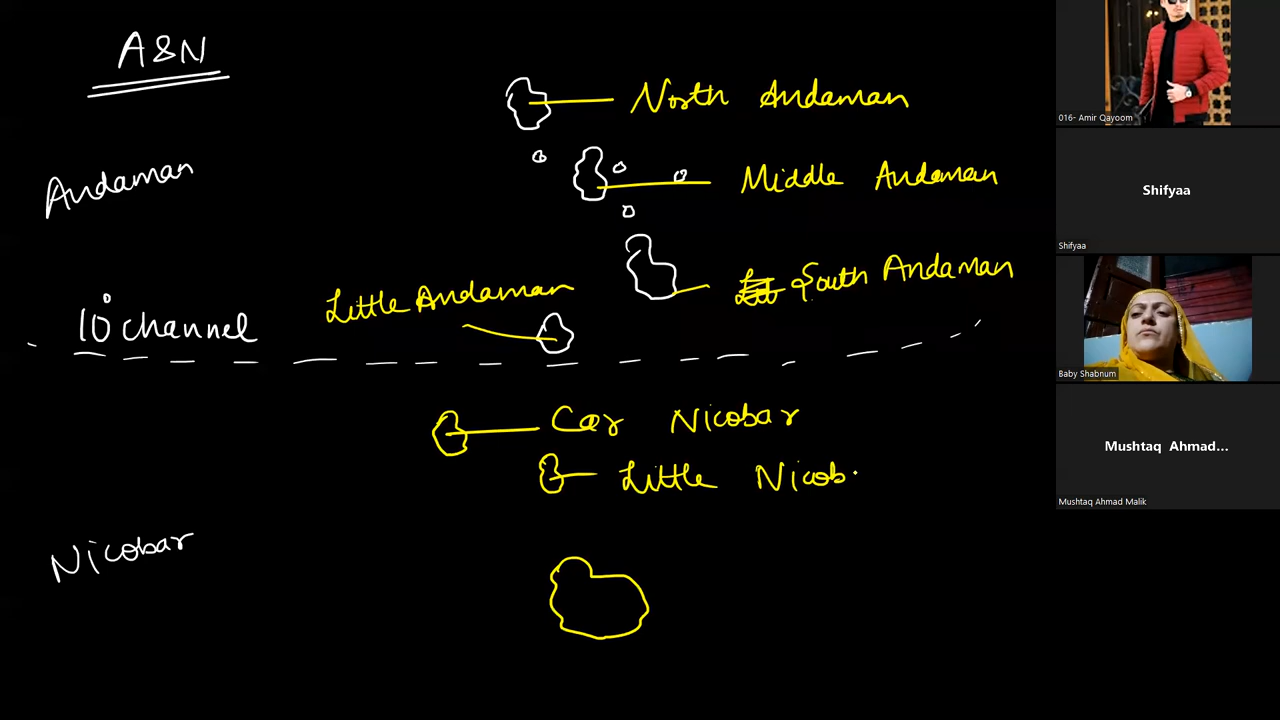 A&N
North Andaman
Andaman
Middle Andaman
South Andaman
Little Andaman
10° channel
Car Nicobar
Little Nicob
Nicobar
016- Amir Qayoom
Shifyaa
Shifyaa
Baby Shabnum
Mushtaq Ahmad...
Mushtaq Ahmad Malik